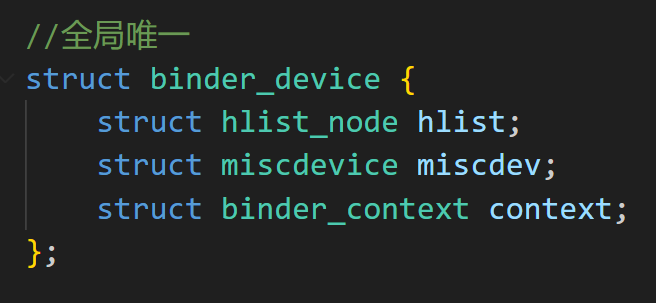 //全局唯一
struct binder_device {
    struct hlist_node hlist;
    struct miscdevice miscdev;
    struct binder_context context;
};